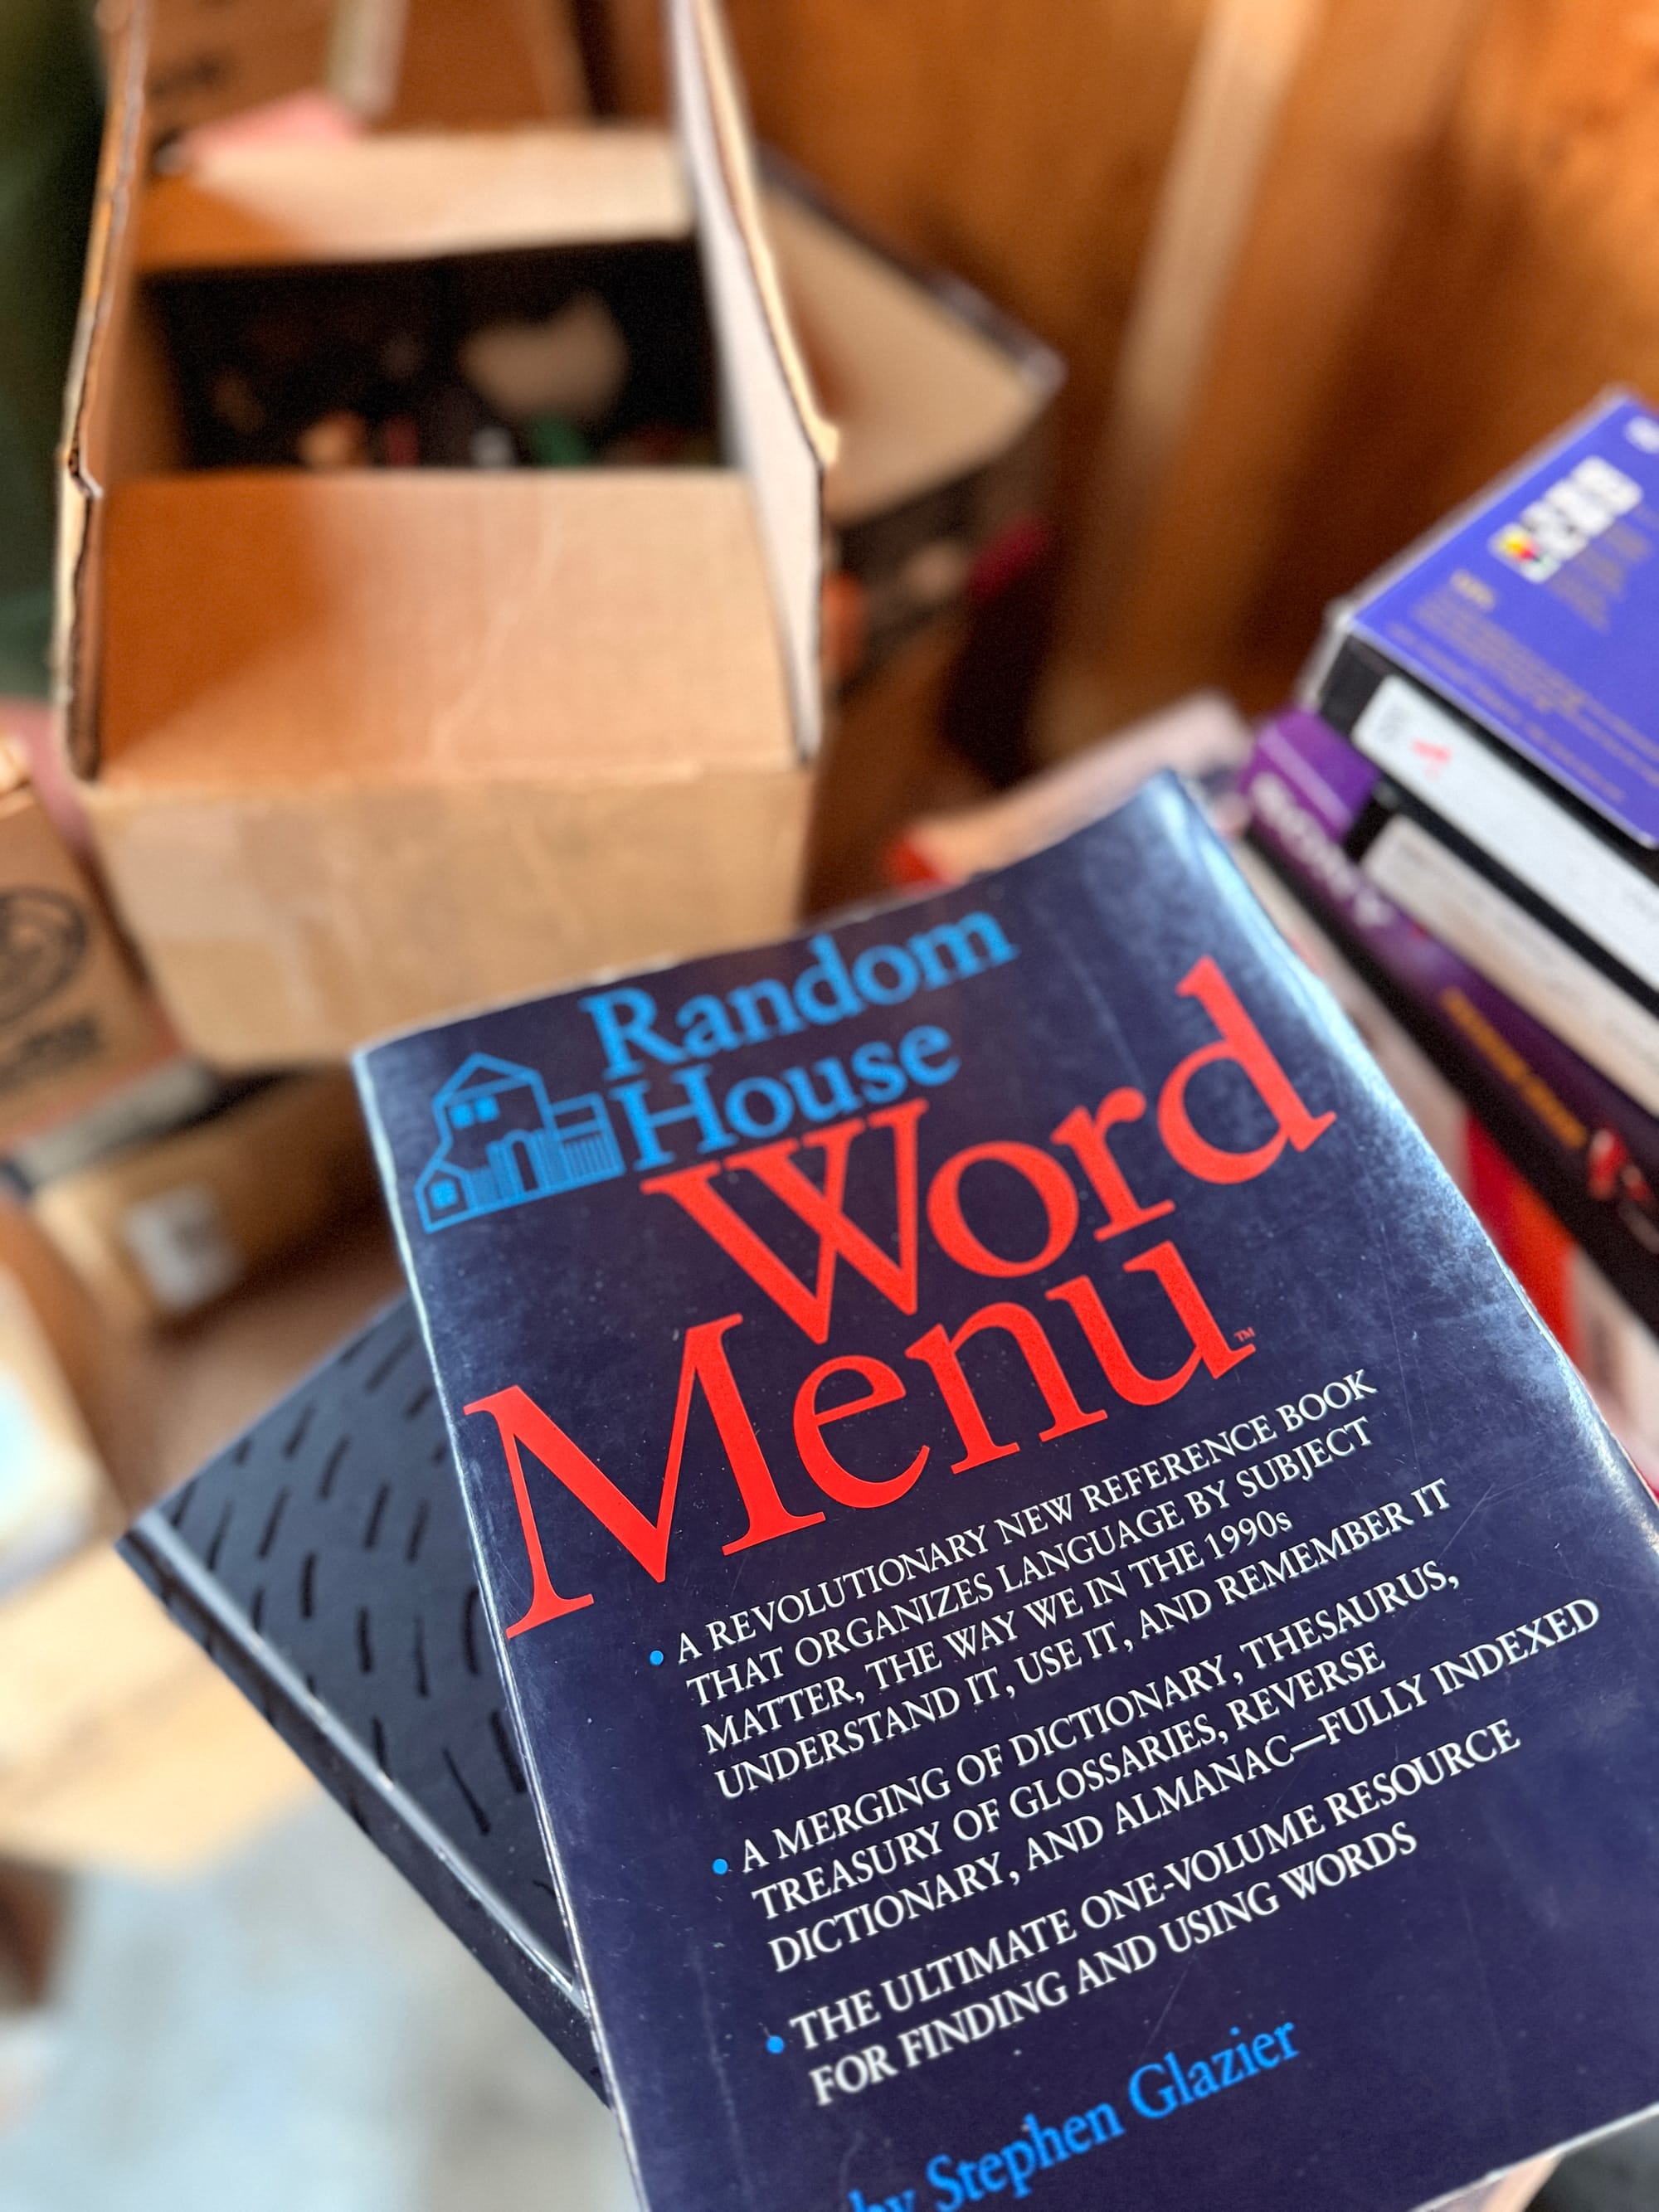 Random
House
Word
Menu™
• A REVOLUTIONARY NEW REFERENCE BOOK
THAT ORGANIZES LANGUAGE BY SUBJECT
MATTER, THE WAY WE IN THE 1990s
UNDERSTAND IT, USE IT, AND REMEMBER IT
• A MERGING OF DICTIONARY, THESAURUS,
TREASURY OF GLOSSARIES, REVERSE
DICTIONARY, AND ALMANAC—FULLY INDEXED
• THE ULTIMATE ONE-VOLUME RESOURCE
FOR FINDING AND USING WORDS
by Stephen Glazier